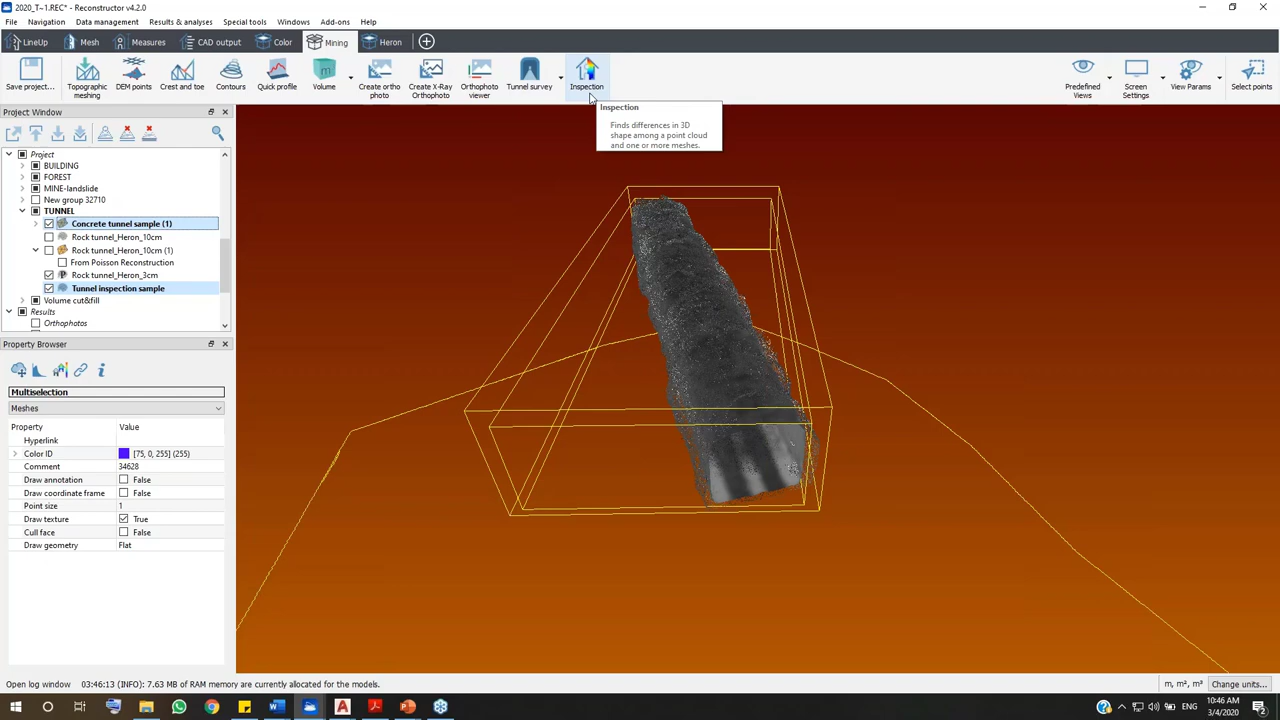 2020_T~1.REC* - Reconstructor v4.2.0
File Navigation Data management Results & analyses Special tools Windows Add-ons Help
LineUp Mesh Measures CAD output Color Mining Heron
Save project... Topographic meshing DEM points Crest and toe Contours Quick profile Volume Create ortho photo Create X-Ray Orthophoto Orthophoto viewer Tunnel survey Inspection Predefined Views Screen Settings View Params Select points
Inspection
Finds differences in 3D
shape among a point cloud
and one or more meshes.
Project Window
Project
BUILDING
FOREST
MINE-landslide
New group 32710
TUNNEL
Concrete tunnel sample (1)
Rock tunnel_Heron_10cm
Rock tunnel_Heron_10cm (1)
From Poisson Reconstruction
Rock tunnel_Heron_3cm
Tunnel inspection sample
Volume cut&fill
Results
Orthophotos
Property Browser
Multiselection
Meshes
Property Value
Hyperlink
Color ID [75, 0, 255] (255)
Comment 34628
Draw annotation False
Draw coordinate frame False
Point size 1
Draw texture True
Cull face False
Draw geometry Flat
Open log window 03:46:13 (INFO): 7.63 MB of RAM memory are currently allocated for the models. m, m², m³ Change units...
ENG 10:46 AM
3/4/2020
2